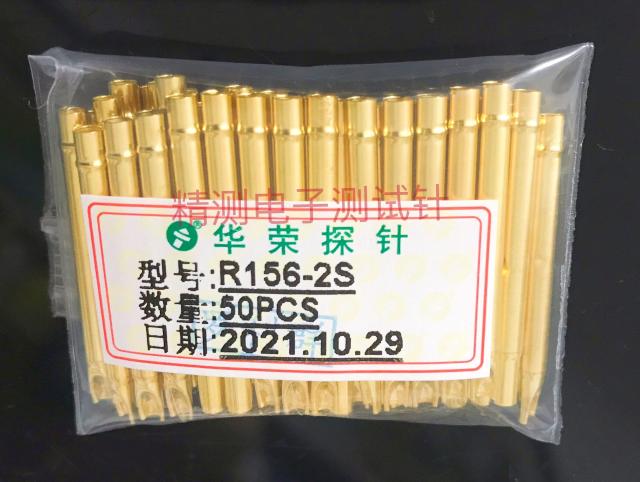 精测电子测试针
® 华荣探针
型号:R156-2S
数量:50PCS
日期:2021.10.29